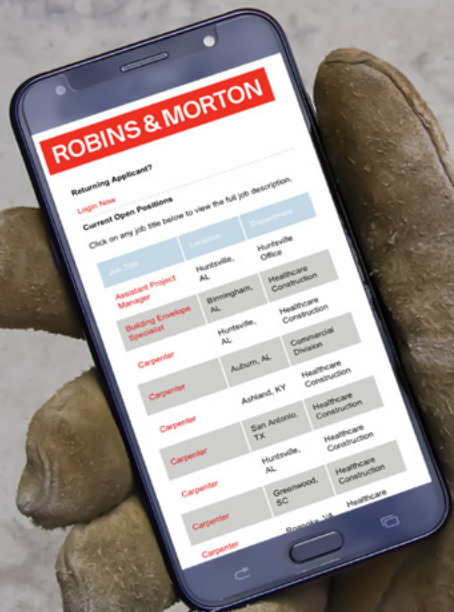 ROBINS & MORTON
Returning Applicant?
Login Now
Current Open Positions
Click on any job title below to view the full job description.
Job Title Location Department
Assistant Project Huntsville, Huntsville
Manager AL Office
Building Envelope Birmingham, Healthcare
Specialist AL Construction
Carpenter Huntsville, Healthcare
AL Construction
Carpenter Auburn, AL Commercial
Division
Carpenter Ashland, KY Healthcare
Construction
Carpenter San Antonio, Healthcare
TX Construction
Carpenter Huntsville, Healthcare
AL Construction
Carpenter Greenwood, Healthcare
SC Construction
Carpenter Roanoke, VA Healthcare